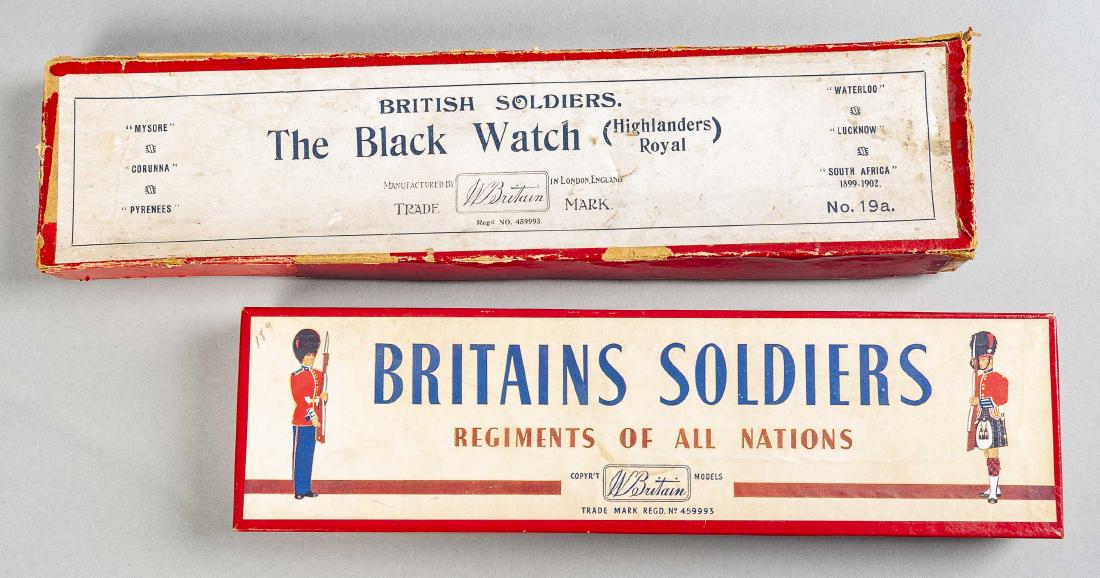 BRITISH SOLDIERS.
The Black Watch (Highlanders Royal)
"MYSORE"
"CORUNNA"
"PYRENEES"
MANUFACTURED BY W Britain IN LONDON, ENGLAND
TRADE MARK.
Regd NO. 459993.
"WATERLOO"
"LUCKNOW"
"SOUTH AFRICA"
1899-1902.
No. 19a.
BRITAINS SOLDIERS
REGIMENTS OF ALL NATIONS
COPYR'T W Britain MODELS
TRADE MARK REGD. Nº 459993